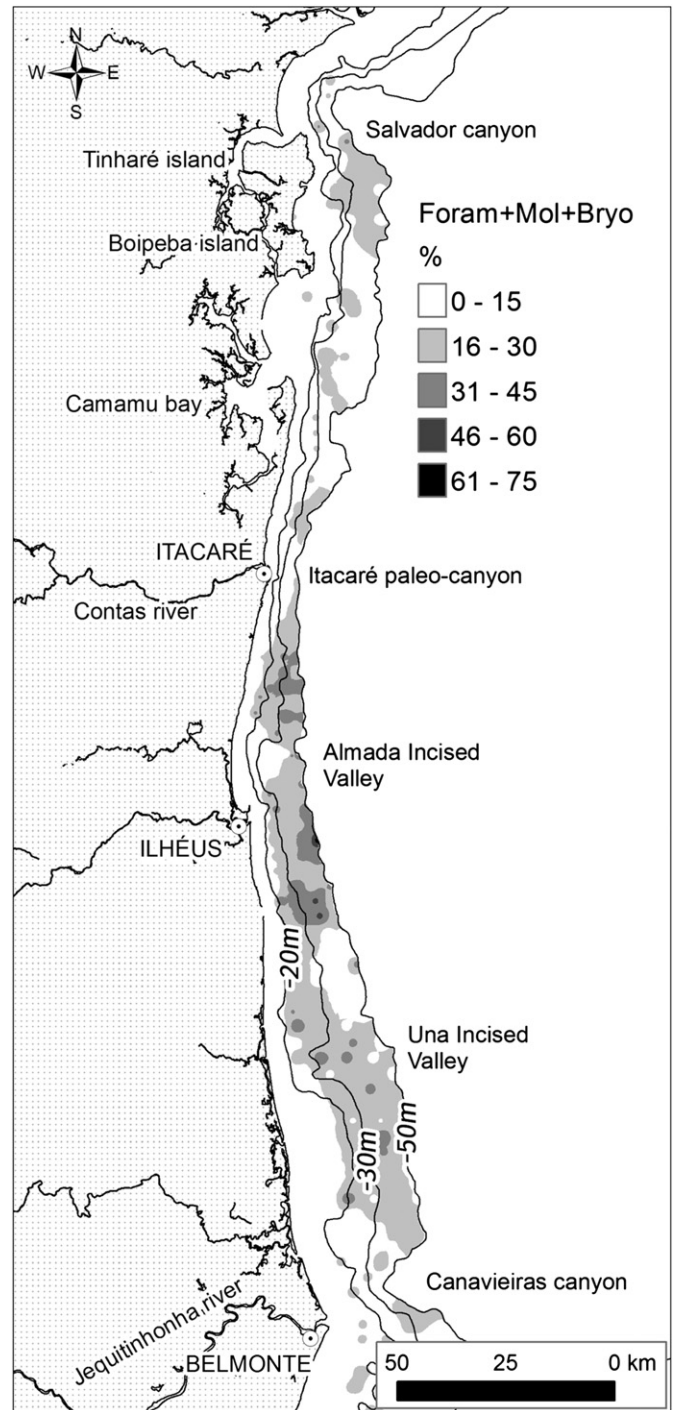 N
W E
S
Salvador canyon
Tinharé island
Foram+Mol+Bryo
%
Boipeba island
0 - 15
16 - 30
31 - 45
46 - 60
61 - 75
Camamu bay
ITACARÉ
Itacaré paleo-canyon
Contas river
Almada Incised
Valley
ILHÉUS
-20m
Una Incised
Valley
-50m
-30m
Canavieiras canyon
Jequitinhonha river
BELMONTE
50 25 0 km